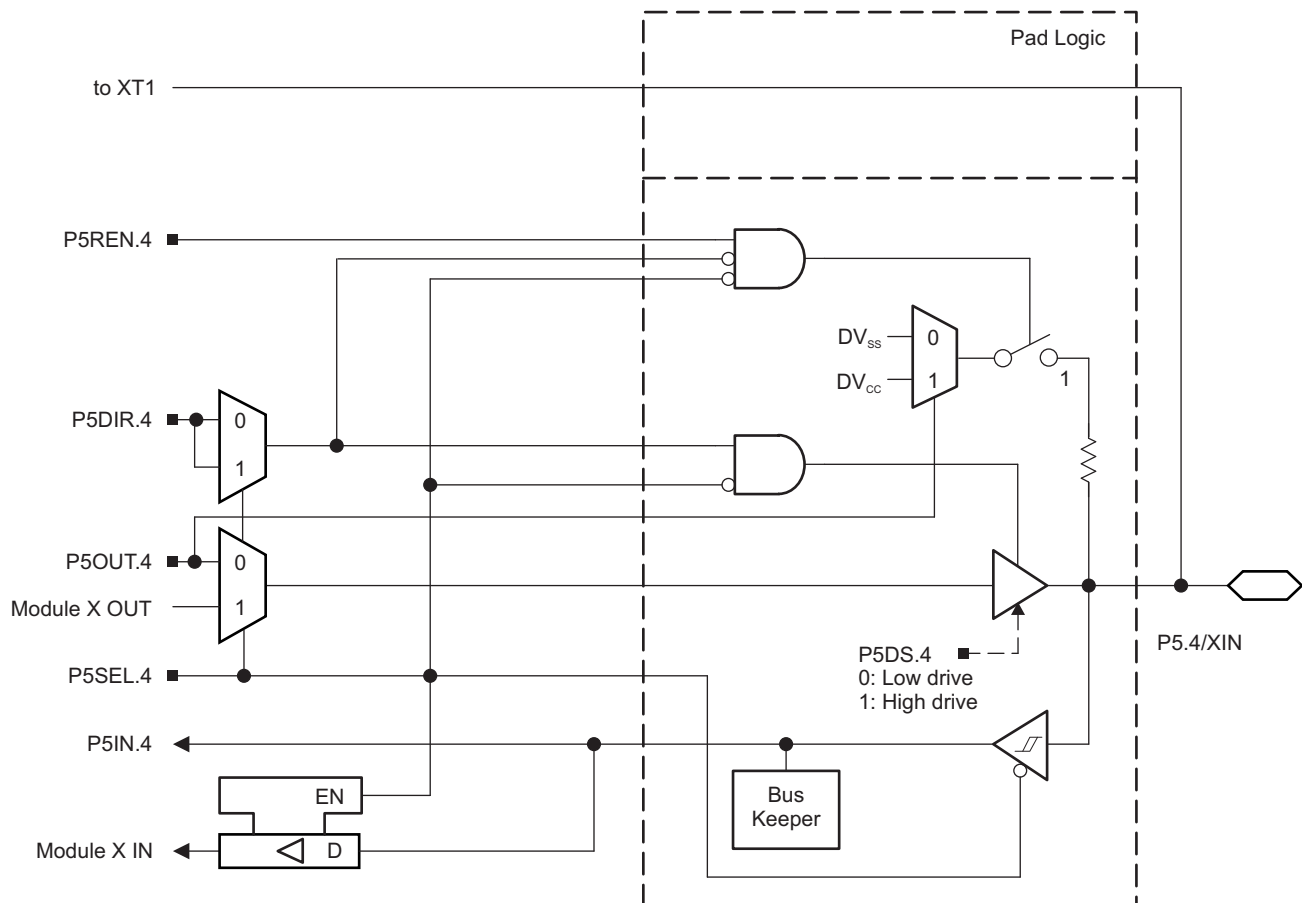 Pad Logic
to XT1
P5REN.4
DVSS
0
DVCC
1
1
P5DIR.4
0
1
P5OUT.4
0
Module X OUT
1
P5SEL.4
P5DS.4
0: Low drive
1: High drive
P5.4/XIN
P5IN.4
Bus
Keeper
EN
Module X IN
D